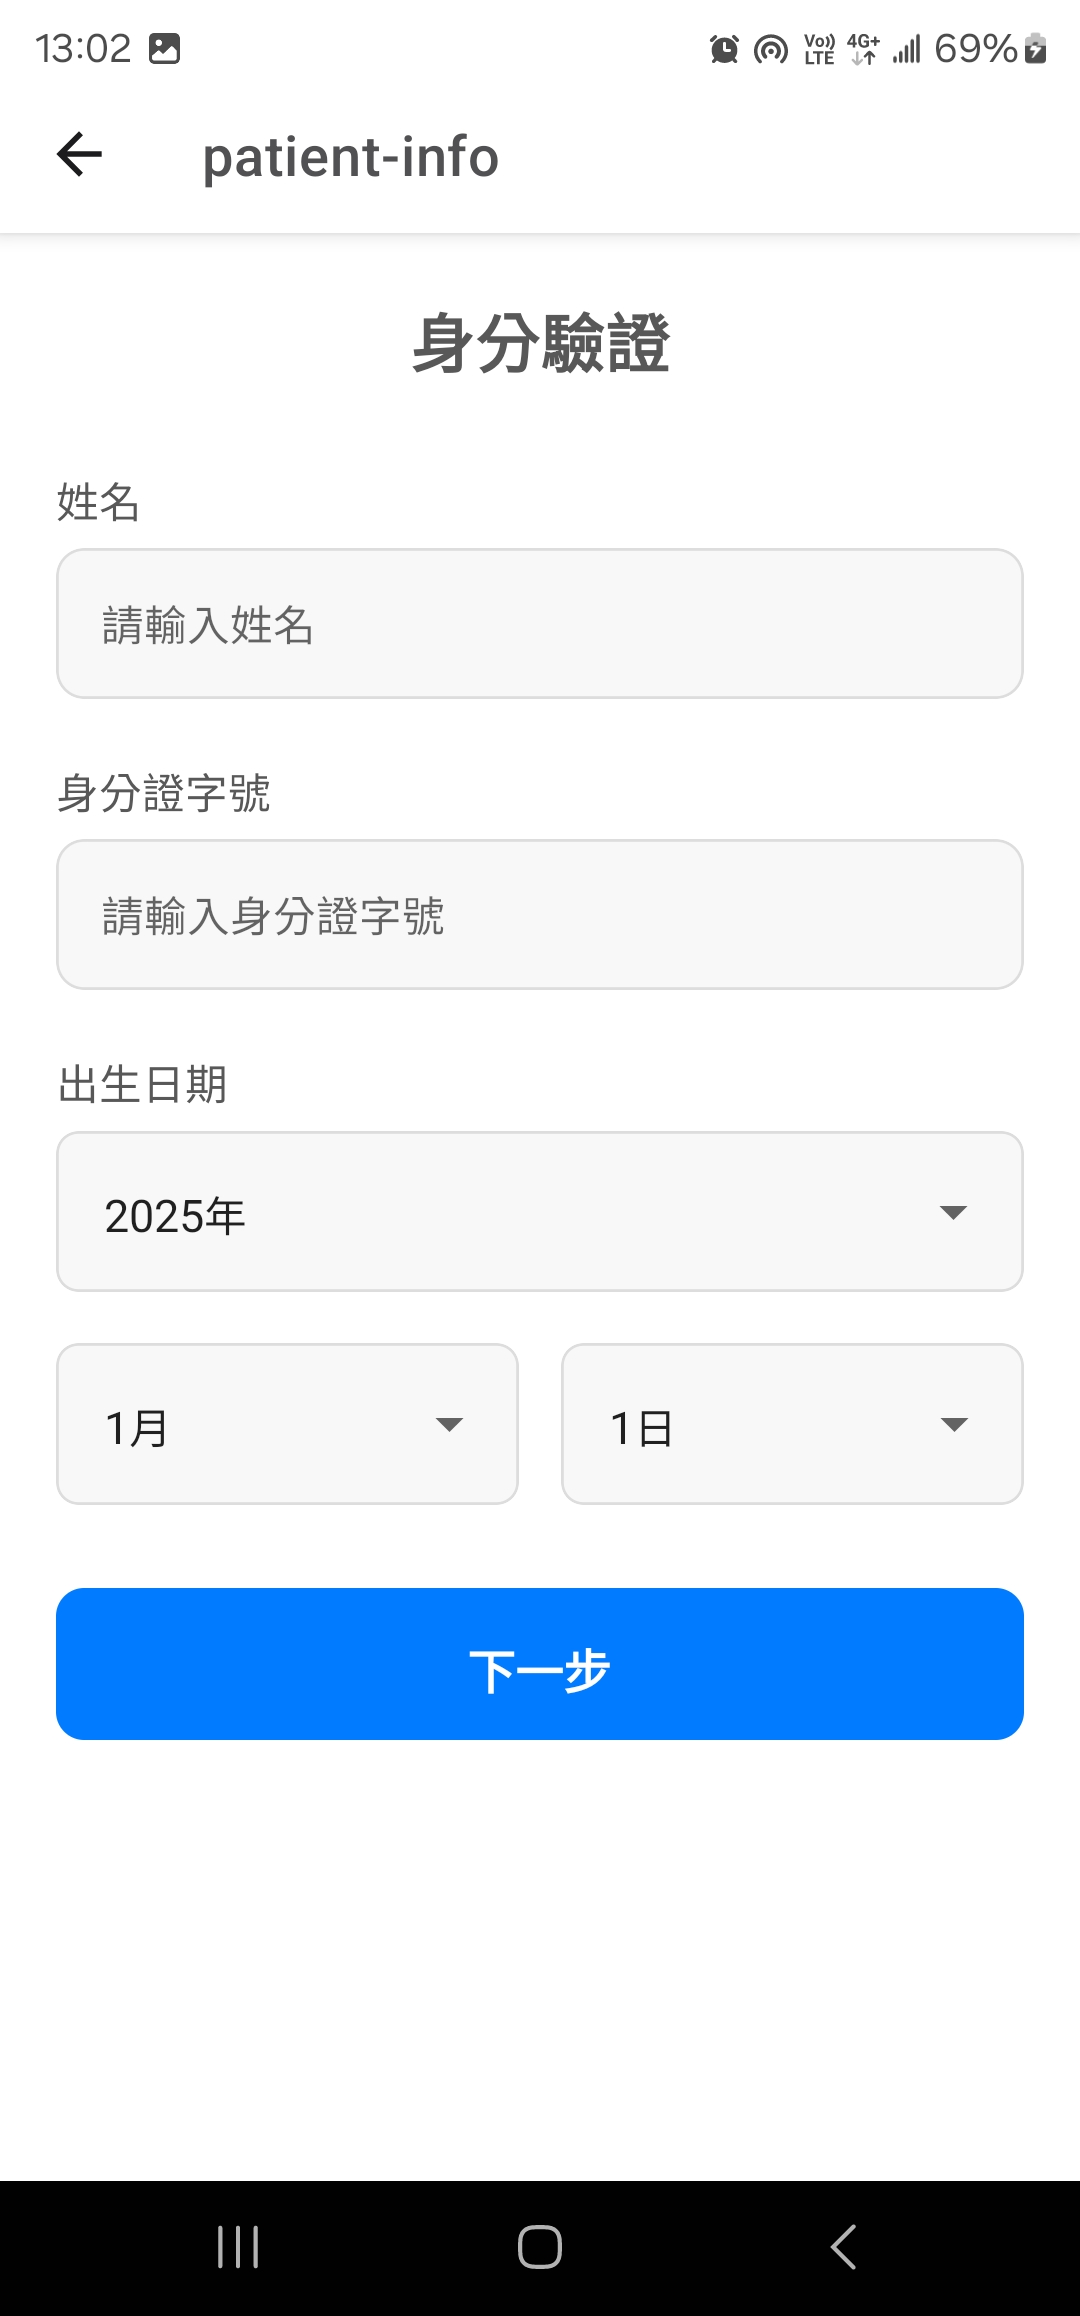 13:02 Vo)) LTE 4G+ 69%
patient-info
身分驗證
姓名
請輸入姓名
身分證字號
請輸入身分證字號
出生日期
2025年
1月 1日
下一步